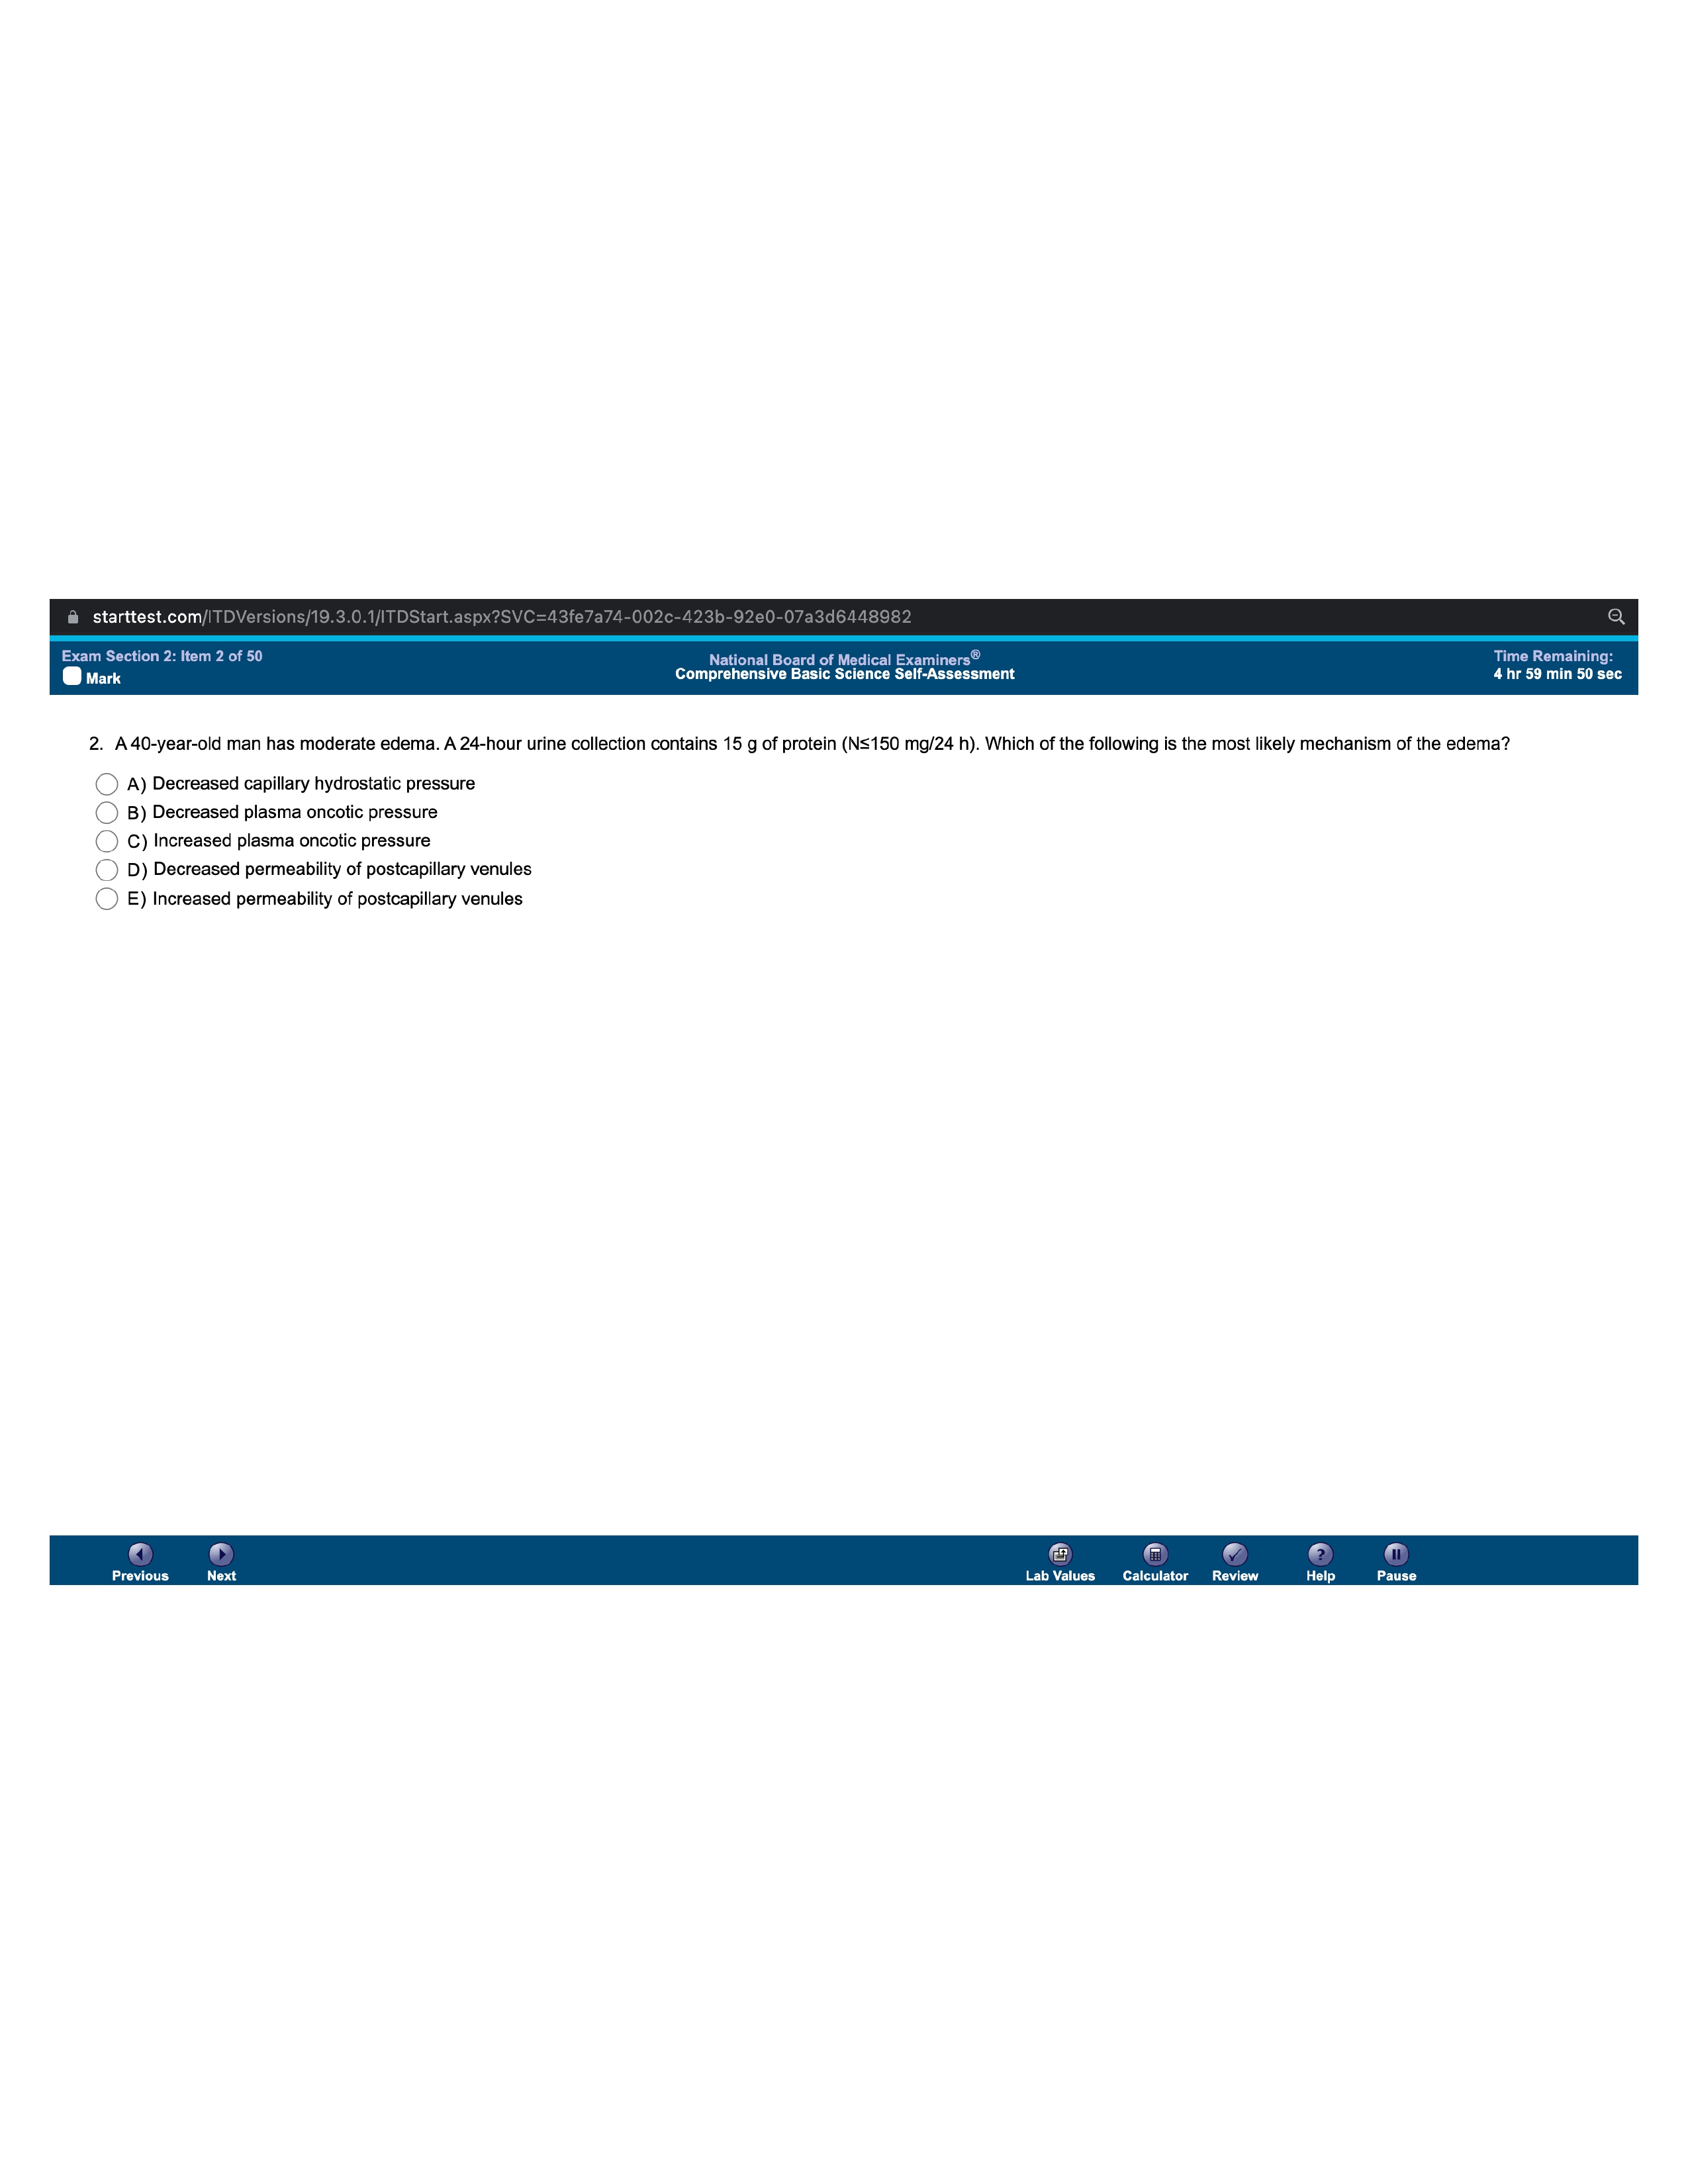 starttest.com/ITDVersions/19.3.0.1/ITDStart.aspx?SVC=43fe7a74-002c-423b-92e0-07a3d6448982
Exam Section 2: Item 2 of 50
Mark
National Board of Medical Examiners®
Comprehensive Basic Science Self-Assessment
Time Remaining:
4 hr 59 min 50 sec
2. A 40-year-old man has moderate edema. A 24-hour urine collection contains 15 g of protein (N≤150 mg/24 h). Which of the following is the most likely mechanism of the edema?
A) Decreased capillary hydrostatic pressure
B) Decreased plasma oncotic pressure
C) Increased plasma oncotic pressure
D) Decreased permeability of postcapillary venules
E) Increased permeability of postcapillary venules
Previous Next Lab Values Calculator Review Help Pause